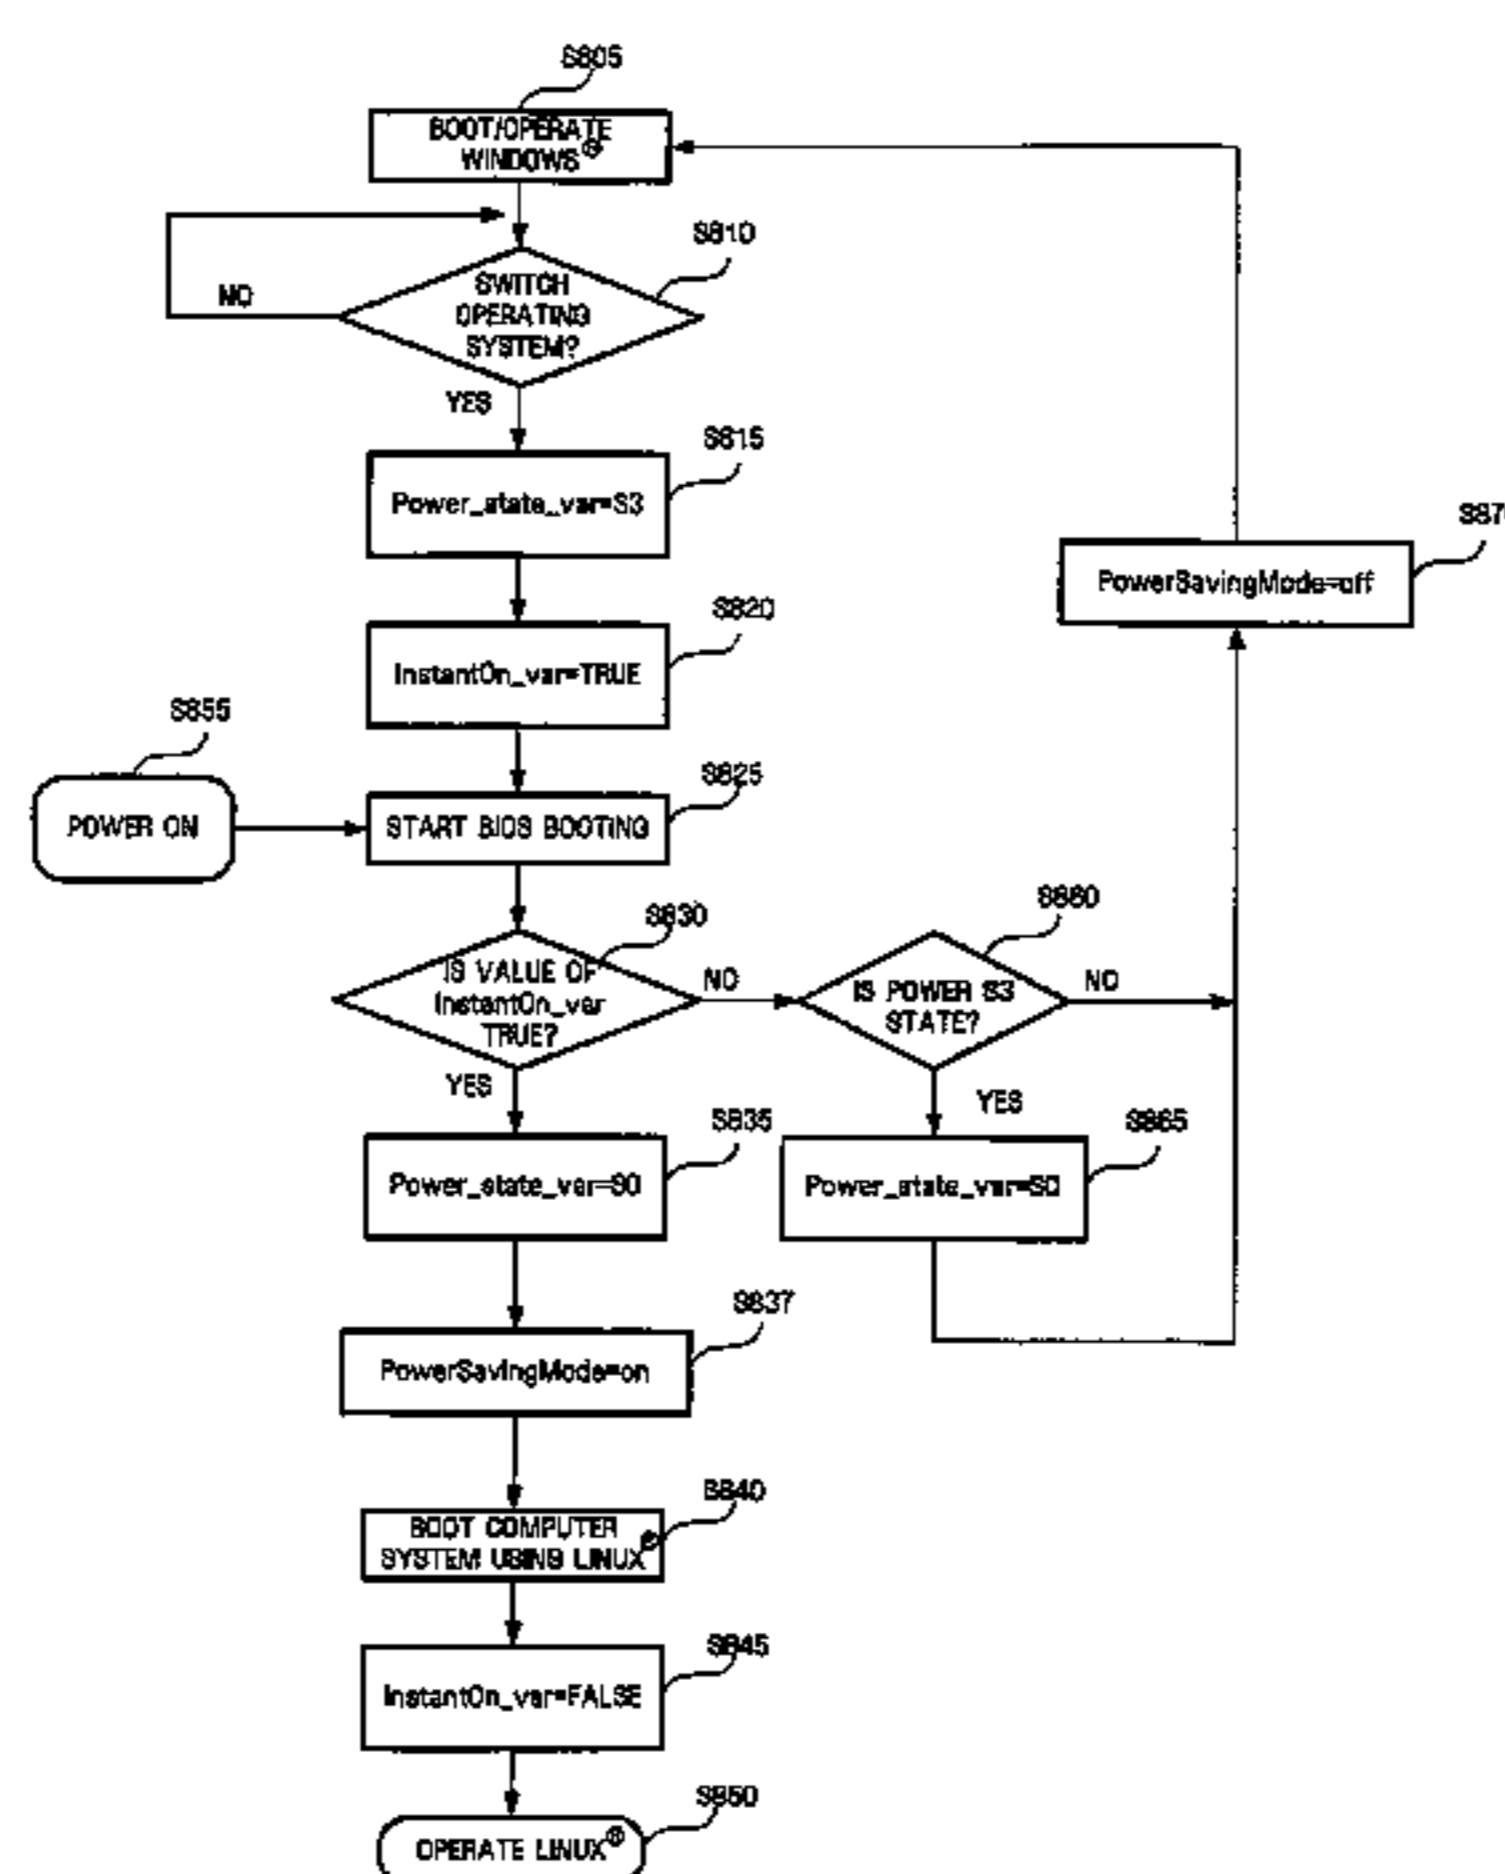 S805
BOOT/OPERATE
WINDOWS®
S810
SWITCH
OPERATING
SYSTEM?
NO
YES
S815
Power_state_var=S3
S820
InstantOn_var=TRUE
S855
POWER ON
S825
START BIOS BOOTING
S830
IS VALUE OF
InstantOn_var
TRUE?
NO
YES
S860
IS POWER S3
STATE?
NO
YES
S835
Power_state_var=S0
S865
Power_state_var=S0
S837
PowerSavingMode=on
S87
PowerSavingMode=off
S840
BOOT COMPUTER
SYSTEM USING LINUX®
S845
InstantOn_var=FALSE
S850
OPERATE LINUX®